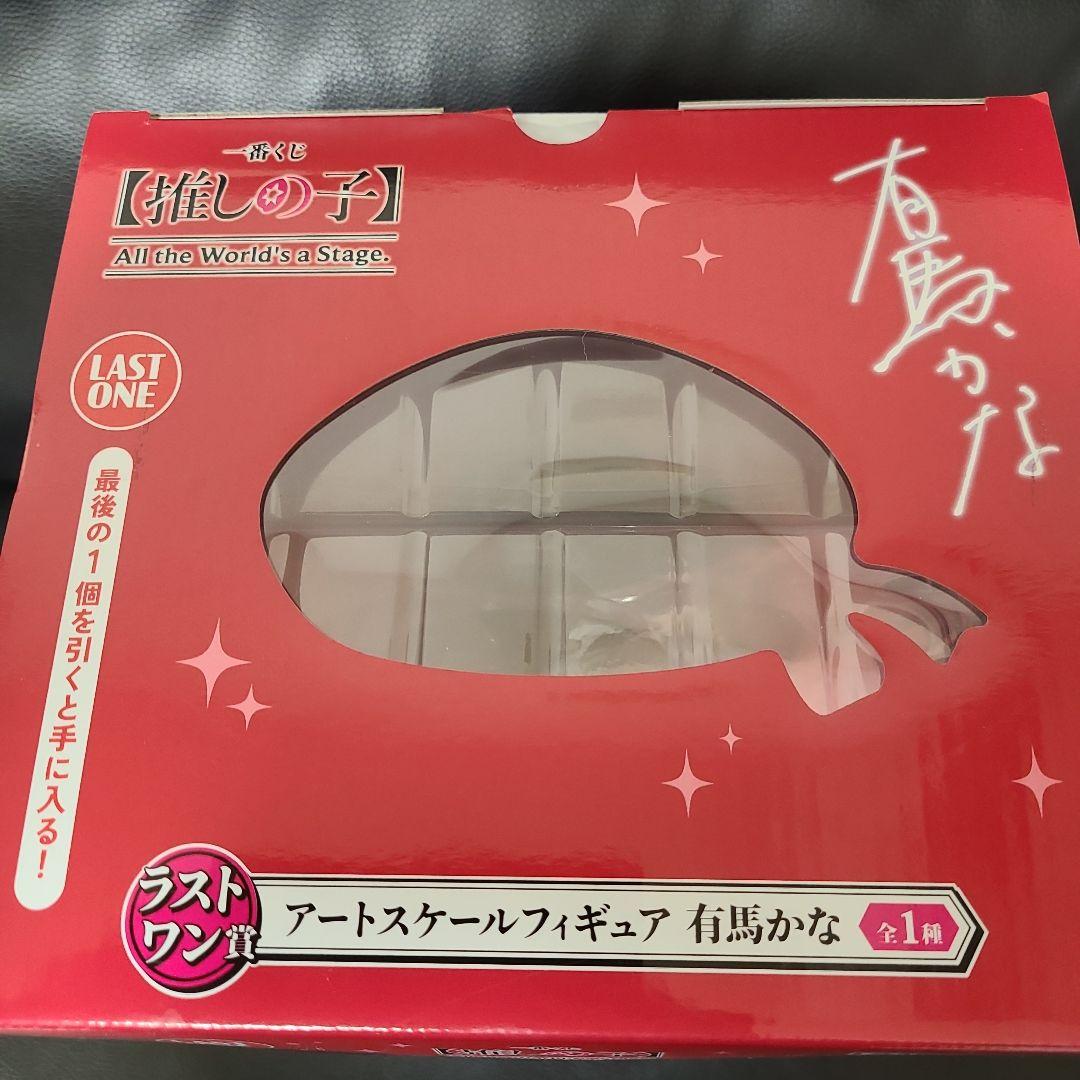 一番くじ
【推しの子】
All the World's a Stage.
有馬かな
LAST
ONE
最後の1個を引くと手に入る!
ラスト
ワン賞
アートスケールフィギュア 有馬かな
全1種